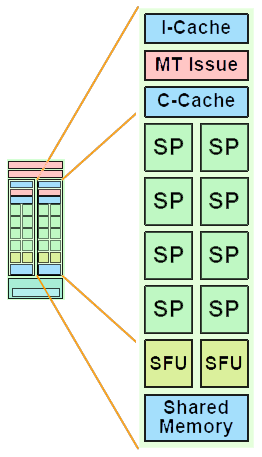 I-Cache
MT Issue
C-Cache
SP SP
SP SP
SP SP
SP SP
SFU SFU
Shared
Memory